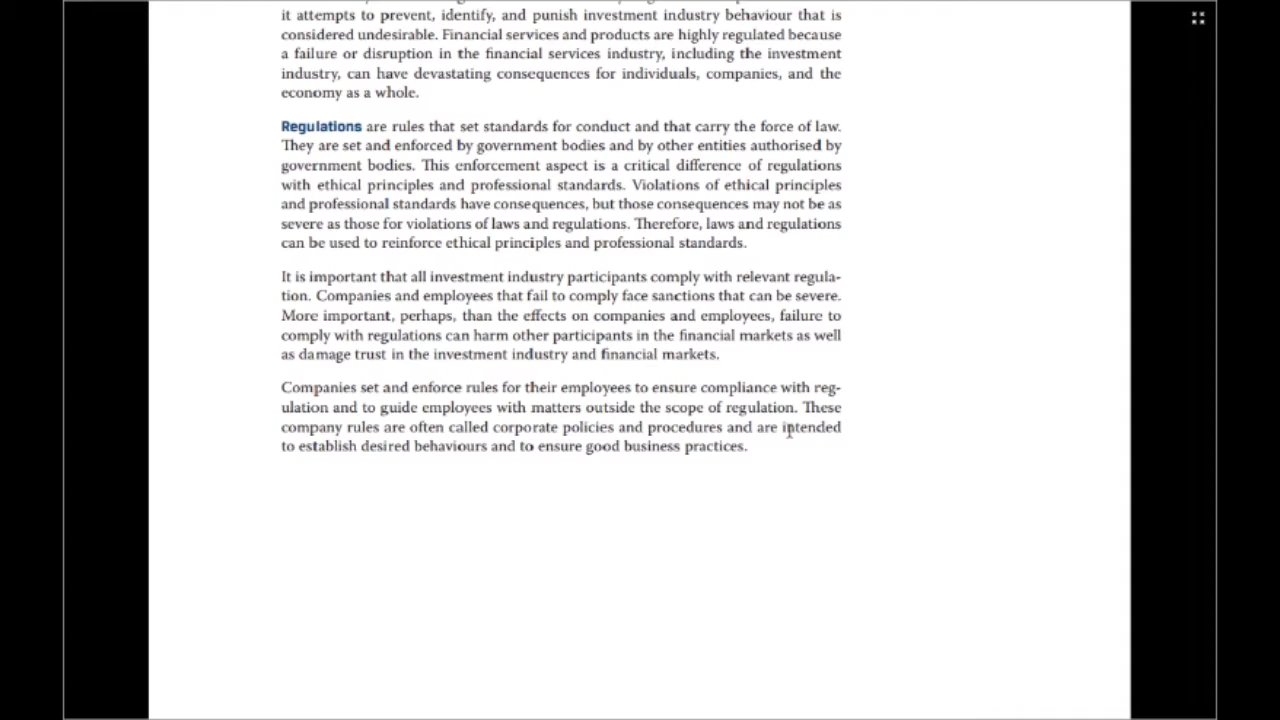 it attempts to prevent, identify, and punish investment industry behaviour that is
considered undesirable. Financial services and products are highly regulated because
a failure or disruption in the financial services industry, including the investment
industry, can have devastating consequences for individuals, companies, and the
economy as a whole.
Regulations are rules that set standards for conduct and that carry the force of law.
They are set and enforced by government bodies and by other entities authorised by
government bodies. This enforcement aspect is a critical difference of regulations
with ethical principles and professional standards. Violations of ethical principles
and professional standards have consequences, but those consequences may not be as
severe as those for violations of laws and regulations. Therefore, laws and regulations
can be used to reinforce ethical principles and professional standards.
It is important that all investment industry participants comply with relevant regula-
tion. Companies and employees that fail to comply face sanctions that can be severe.
More important, perhaps, than the effects on companies and employees, failure to
comply with regulations can harm other participants in the financial markets as well
as damage trust in the investment industry and financial markets.
Companies set and enforce rules for their employees to ensure compliance with reg-
ulation and to guide employees with matters outside the scope of regulation. These
company rules are often called corporate policies and procedures and are intended
to establish desired behaviours and to ensure good business practices.